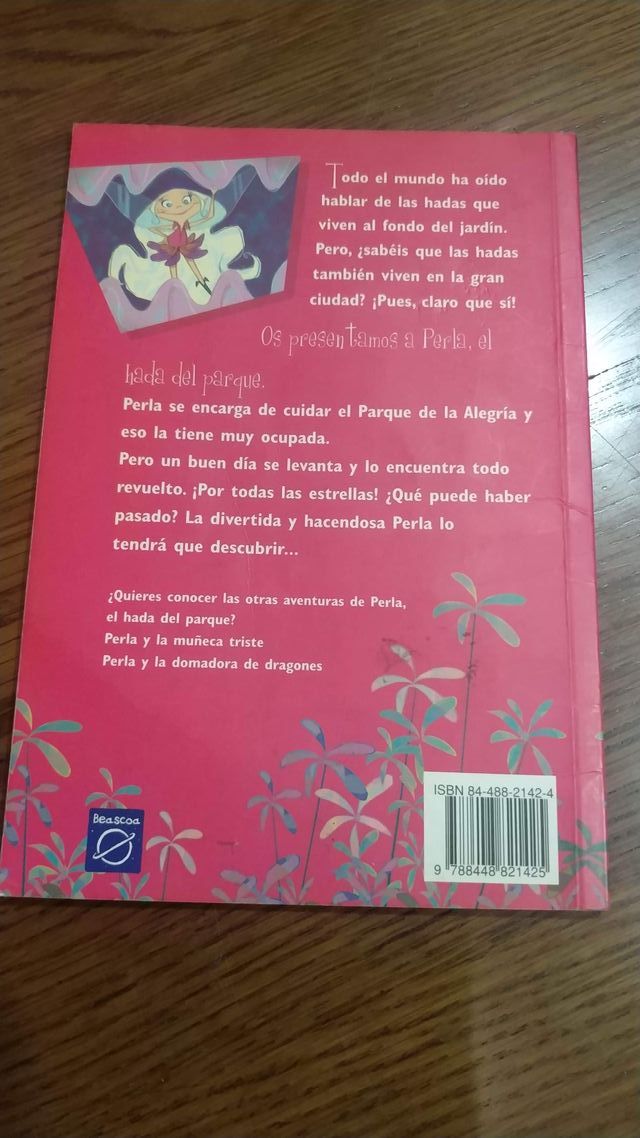 Todo el mundo ha oído
hablar de las hadas que
viven al fondo del jardín.
Pero, ¿sabéis que las hadas
también viven en la gran
ciudad? ¡Pues, claro que sí!
Os presentamos a Perla, el
hada del parque.
Perla se encarga de cuidar el Parque de la Alegría y
eso la tiene muy ocupada.
Pero un buen día se levanta y lo encuentra todo
revuelto. ¡Por todas las estrellas! ¿Qué puede haber
pasado? La divertida y hacendosa Perla lo
tendrá que descubrir...
¿Quieres conocer las otras aventuras de Perla,
el hada del parque?
Perla y la muñeca triste
Perla y la domadora de dragones
ISBN 84-488-2142-4
Beascoa
9 788448 821425